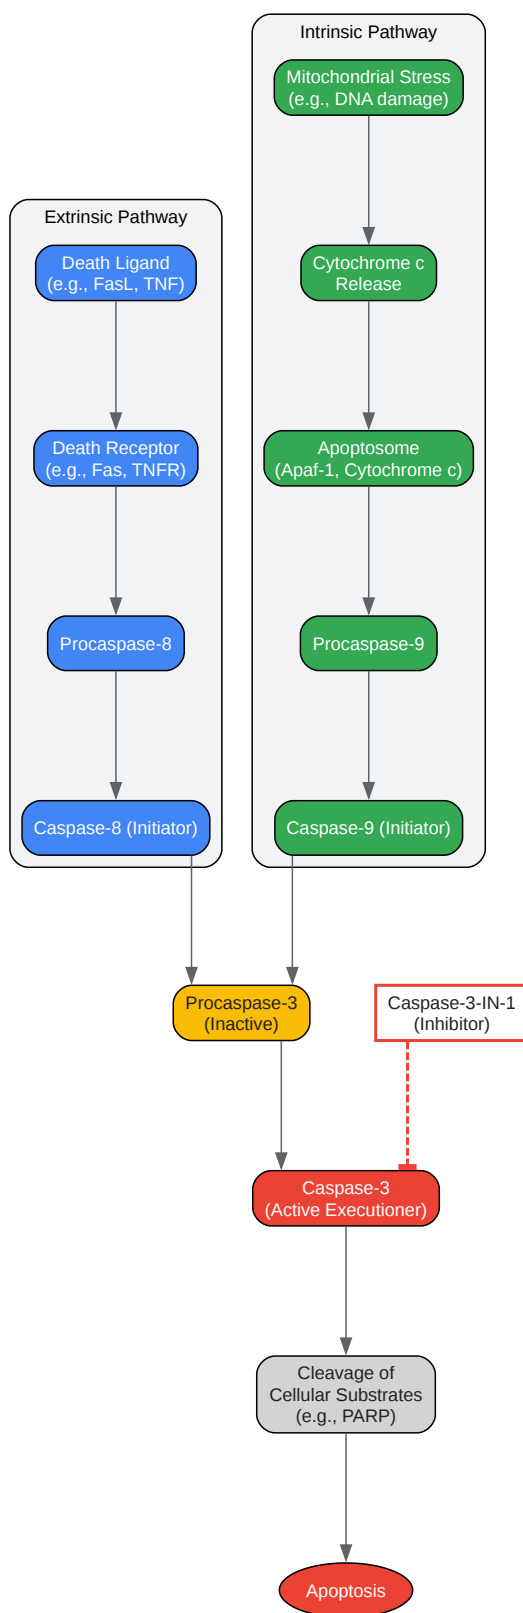 Intrinsic Pathway
Mitochondrial Stress
(e.g., DNA damage)
Extrinsic Pathway
Death Ligand
(e.g., FasL, TNF)
Cytochrome c
Release
Death Receptor
(e.g., Fas, TNFR)
Apoptosome
(Apaf-1, Cytochrome c)
Procaspase-8
Procaspase-9
Caspase-8 (Initiator)
Caspase-9 (Initiator)
Procaspase-3
(Inactive)
Caspase-3-IN-1
(Inhibitor)
Caspase-3
(Active Executioner)
Cleavage of
Cellular Substrates
(e.g., PARP)
Apoptosis